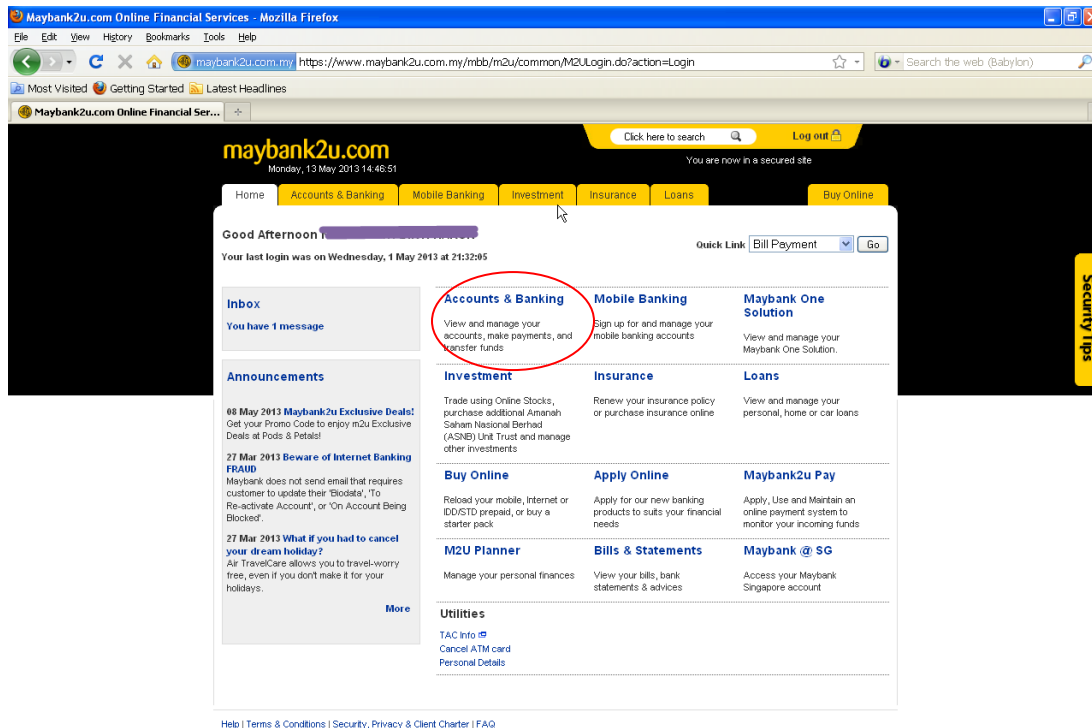 Maybank2u.com Online Financial Services - Mozilla Firefox
File Edit View History Bookmarks Tools Help
maybank2u.com.my https://www.maybank2u.com.my/mbb/m2u/common/M2ULogin.do?action=Login
Search the web (Babylon)
Most Visited Getting Started Latest Headlines
Maybank2u.com Online Financial Ser...
Click here to search
Log out
maybank2u.com
Monday, 13 May 2013 14:46:51
You are now in a secured site
Home Accounts & Banking Mobile Banking Investment Insurance Loans Buy Online
Good Afternoon
Your last login was on Wednesday, 1 May 2013 at 21:32:05
Quick Link Bill Payment Go
Security Tips
Inbox
You have 1 message
Announcements
08 May 2013 Maybank2u Exclusive Deals!
Get your Promo Code to enjoy m2u Exclusive
Deals at Pods & Petals!
27 Mar 2013 Beware of Internet Banking
FRAUD
Maybank does not send email that requires
customer to update their 'Biodata', 'To
Re-activate Account', or 'On Account Being
Blocked'.
27 Mar 2013 What if you had to cancel
your dream holiday?
Air TravelCare allows you to travel-worry
free, even if you don't make it for your
holidays.
More
Accounts & Banking
View and manage your
accounts, make payments, and
transfer funds
Mobile Banking
Sign up for and manage your
mobile banking accounts
Maybank One
Solution
View and manage your
Maybank One Solution.
Investment
Trade using Online Stocks,
purchase additional Amanah
Saham Nasional Berhad
(ASNB) Unit Trust and manage
other investments
Insurance
Renew your insurance policy
or purchase insurance online
Loans
View and manage your
personal, home or car loans
Buy Online
Reload your mobile, Internet or
IDD/STD prepaid, or buy a
starter pack
Apply Online
Apply for our new banking
products to suits your financial
needs
Maybank2u Pay
Apply, Use and Maintain an
online payment system to
monitor your incoming funds
M2U Planner
Manage your personal finances
Bills & Statements
View your bills, bank
statements & advices
Maybank @ SG
Access your Maybank
Singapore account
Utilities
TAC Info
Cancel ATM card
Personal Details
Help | Terms & Conditions | Security, Privacy & Client Charter | FAQ